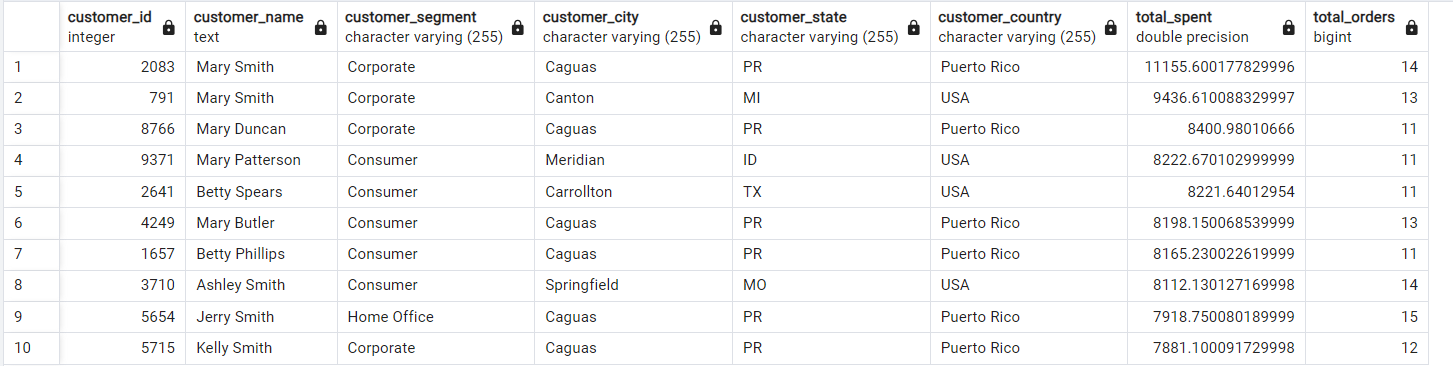 customer_id customer_name customer_segment customer_city customer_state customer_country total_spent total_orders
integer text character varying (255) character varying (255) character varying (255) character varying (255) double precision bigint
1 2083 Mary Smith Corporate Caguas PR Puerto Rico 11155.600177829996 14
2 791 Mary Smith Corporate Canton MI USA 9436.610088329997 13
3 8766 Mary Duncan Corporate Caguas PR Puerto Rico 8400.98010666 11
4 9371 Mary Patterson Consumer Meridian ID USA 8222.670102999999 11
5 2641 Betty Spears Consumer Carrollton TX USA 8221.64012954 11
6 4249 Mary Butler Consumer Caguas PR Puerto Rico 8198.150068539999 13
7 1657 Betty Phillips Consumer Caguas PR Puerto Rico 8165.230022619999 11
8 3710 Ashley Smith Consumer Springfield MO USA 8112.130127169998 14
9 5654 Jerry Smith Home Office Caguas PR Puerto Rico 7918.750080189999 15
10 5715 Kelly Smith Corporate Caguas PR Puerto Rico 7881.100091729998 12